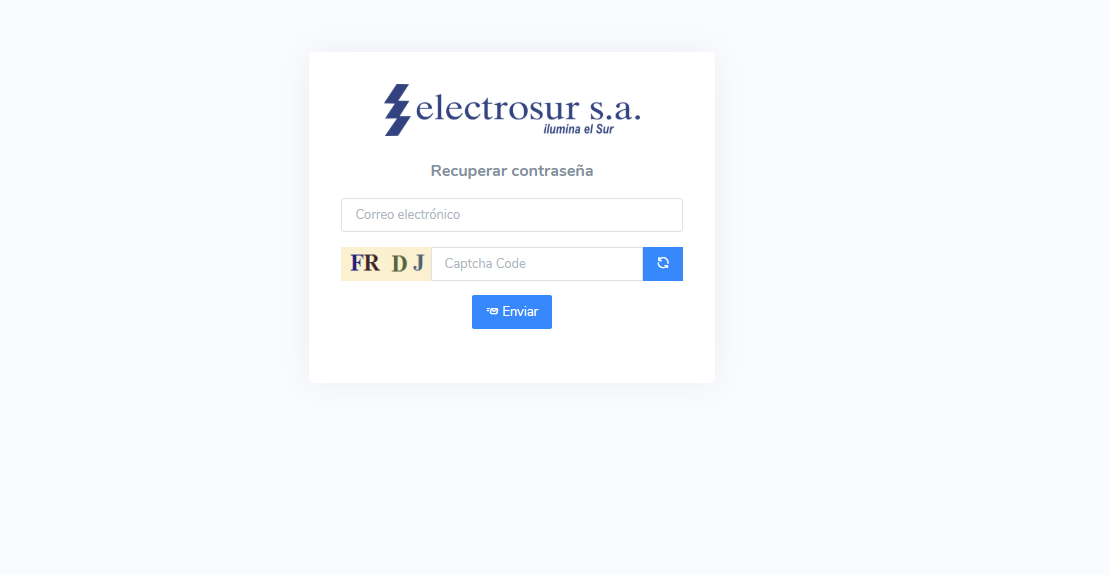 electrosur s.a.
ilumina el Sur
Recuperar contraseña
Correo electrónico
FR DJ Captcha Code
Enviar